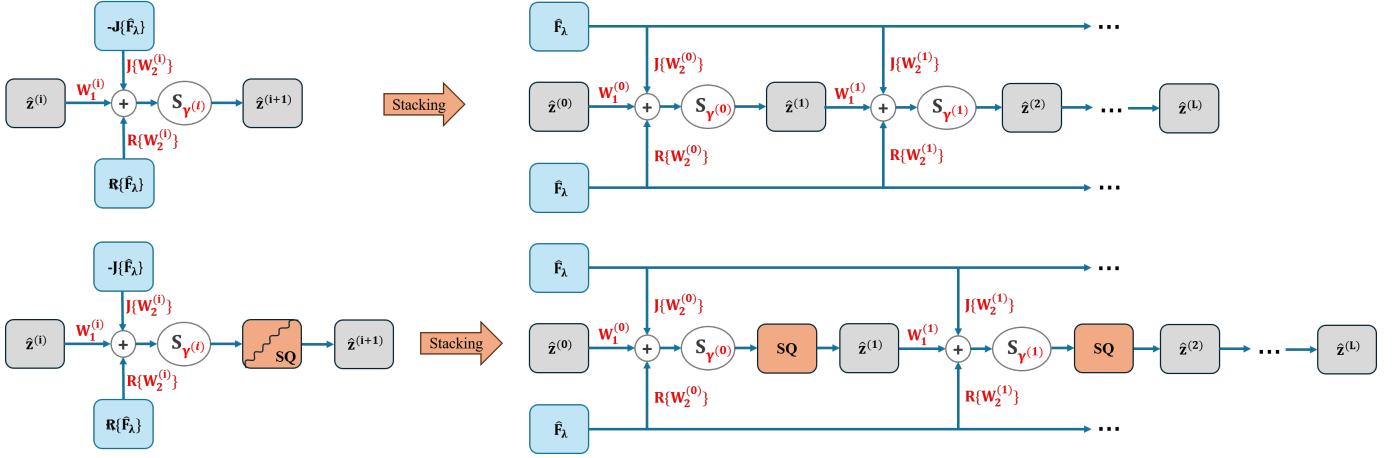 -J{F̂_λ}
J{W₂⁽ⁱ⁾}
ẑ⁽ⁱ⁾ W₁⁽ⁱ⁾ + S_γ⁽ⁱ⁾ ẑ⁽ⁱ⁺¹⁾
R{W₂⁽ⁱ⁾}
R{F̂_λ}
Stacking
F̂_λ ...
J{W₂⁽⁰⁾} J{W₂⁽¹⁾}
ẑ⁽⁰⁾ W₁⁽⁰⁾ + S_γ⁽⁰⁾ ẑ⁽¹⁾ W₁⁽¹⁾ + S_γ⁽¹⁾ ẑ⁽²⁾ ... ẑ⁽ᴸ⁾
R{W₂⁽⁰⁾} R{W₂⁽¹⁾}
F̂_λ ...
-J{F̂_λ}
J{W₂⁽ⁱ⁾}
ẑ⁽ⁱ⁾ W₁⁽ⁱ⁾ + S_γ⁽ⁱ⁾ SQ ẑ⁽ⁱ⁺¹⁾
R{W₂⁽ⁱ⁾}
R{F̂_λ}
Stacking
F̂_λ ...
J{W₂⁽⁰⁾} J{W₂⁽¹⁾}
ẑ⁽⁰⁾ W₁⁽⁰⁾ + S_γ⁽⁰⁾ SQ ẑ⁽¹⁾ W₁⁽¹⁾ + S_γ⁽¹⁾ SQ ẑ⁽²⁾ ... ẑ⁽ᴸ⁾
R{W₂⁽⁰⁾} R{W₂⁽¹⁾}
F̂_λ ...